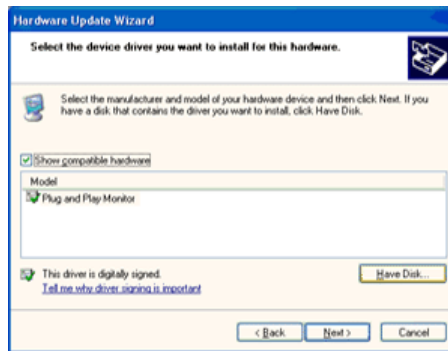 Hardware Update Wizard
Select the device driver you want to install for this hardware.
Select the manufacturer and model of your hardware device and then click Next. If you
have a disk that contains the driver you want to install, click Have Disk.
Show compatible hardware
Model
Plug and Play Monitor
This driver is digitally signed.
Tell me why driver signing is important
Have Disk...
< Back
Next >
Cancel